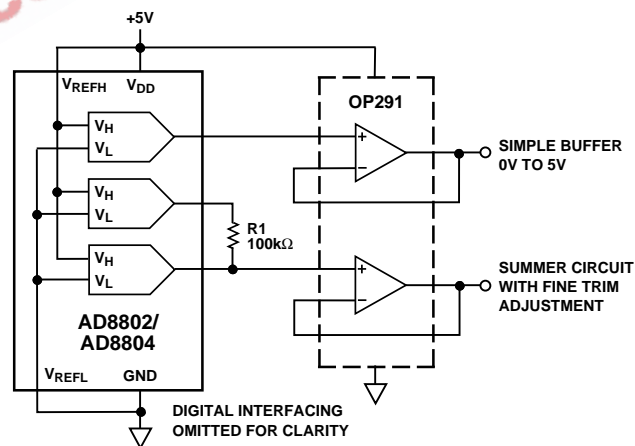 +5V
VREFH VDD
OP291
VH
VL
+
−
SIMPLE BUFFER
0V TO 5V
VH
VL
R1
100kΩ
VH
VL
+
−
SUMMER CIRCUIT
WITH FINE TRIM
ADJUSTMENT
AD8802/
AD8804
VREFL GND
DIGITAL INTERFACING
OMITTED FOR CLARITY